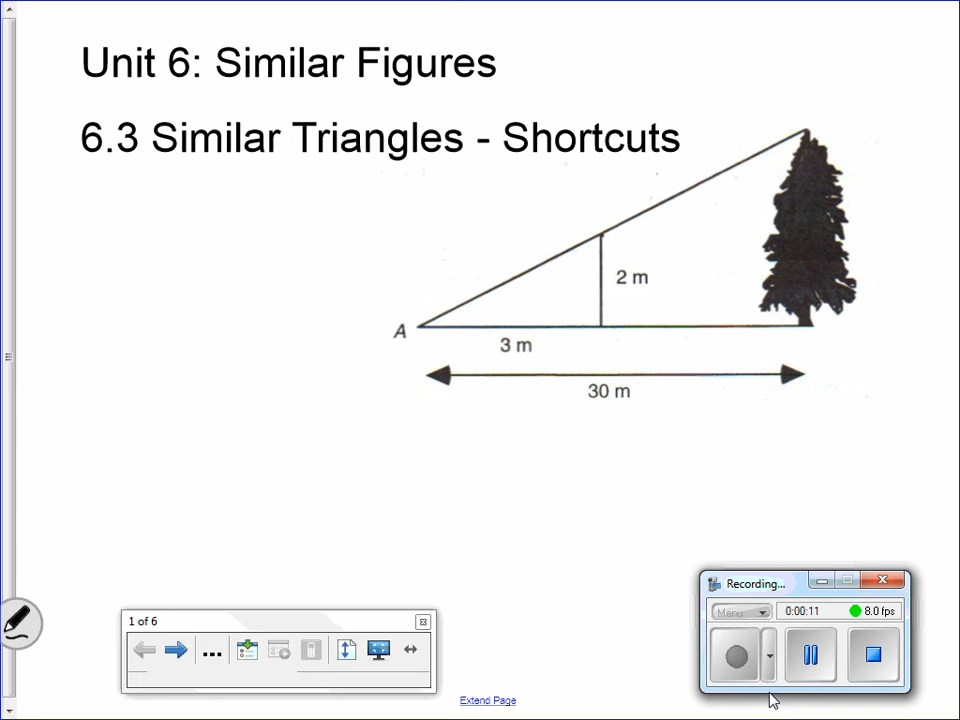 Unit 6: Similar Figures
6.3 Similar Triangles - Shortcuts
2 m
A
3 m
30 m
Recording...
Menu
0:00:11
8.0 fps
1 of 6
Extend Page